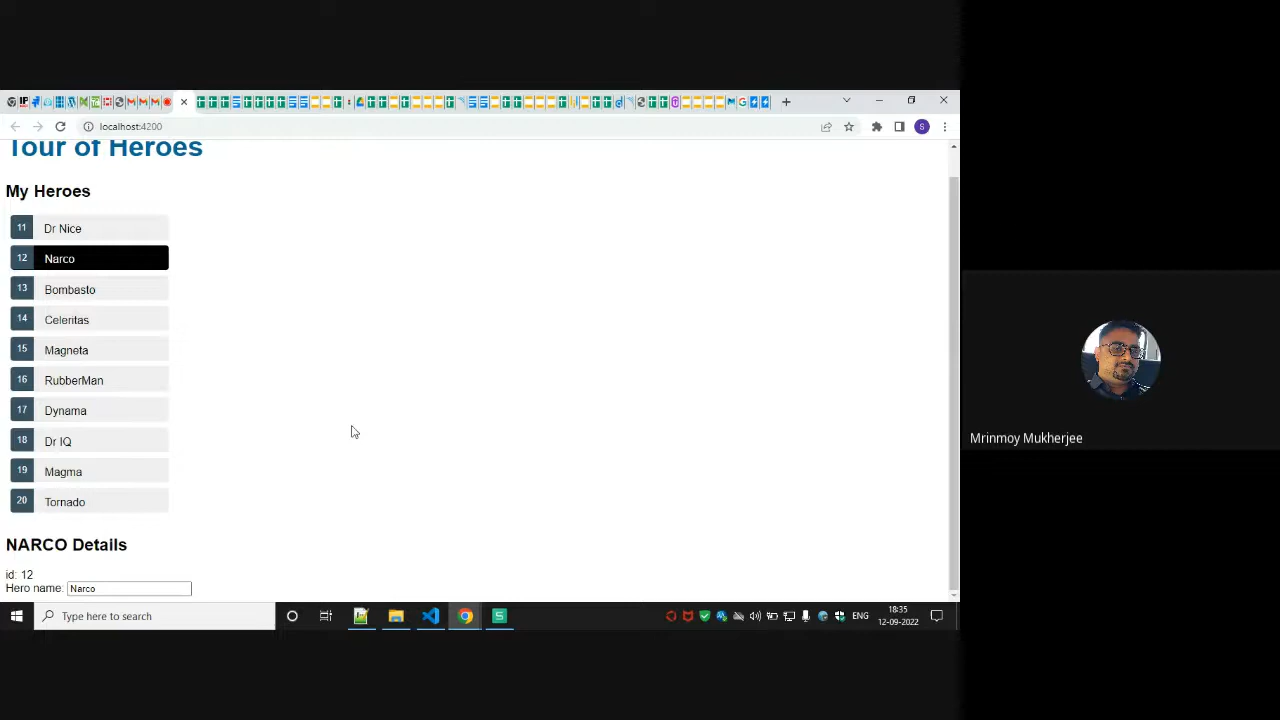 localhost:4200
S
Tour of Heroes
My Heroes
11 Dr Nice
12 Narco
13 Bombasto
14 Celeritas
15 Magneta
16 RubberMan
17 Dynama
18 Dr IQ
19 Magma
20 Tornado
NARCO Details
id: 12
Hero name: Narco
Type here to search
ENG
18:35
12-09-2022
Mrinmoy Mukherjee